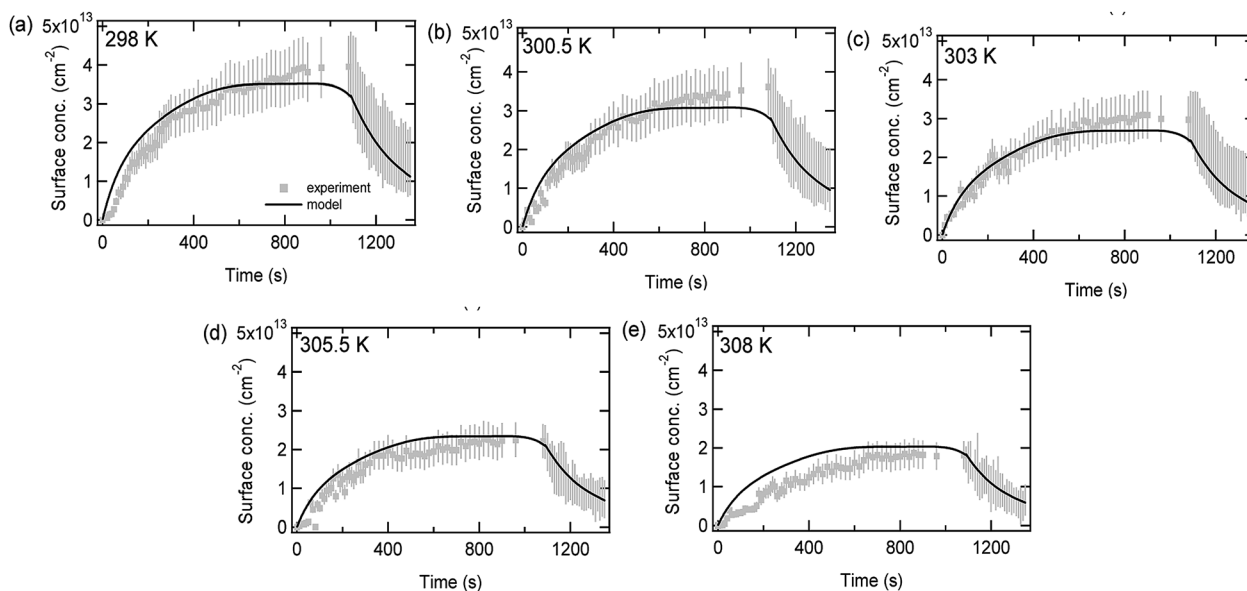 (a)
5x10^13
298 K
4
3
2
1
0
Surface conc. (cm^-2)
experiment
model
0
400
800
1200
Time (s)
(b)
5x10^13
300.5 K
4
3
2
1
0
Surface conc. (cm^-2)
0
400
800
1200
Time (s)
(c)
5x10^13
303 K
4
3
2
1
0
Surface conc. (cm^-2)
0
400
800
1200
Time (s)
(d)
5x10^13
305.5 K
4
3
2
1
0
Surface conc. (cm^-2)
0
400
800
1200
Time (s)
(e)
5x10^13
308 K
4
3
2
1
0
Surface conc. (cm^-2)
0
400
800
1200
Time (s)